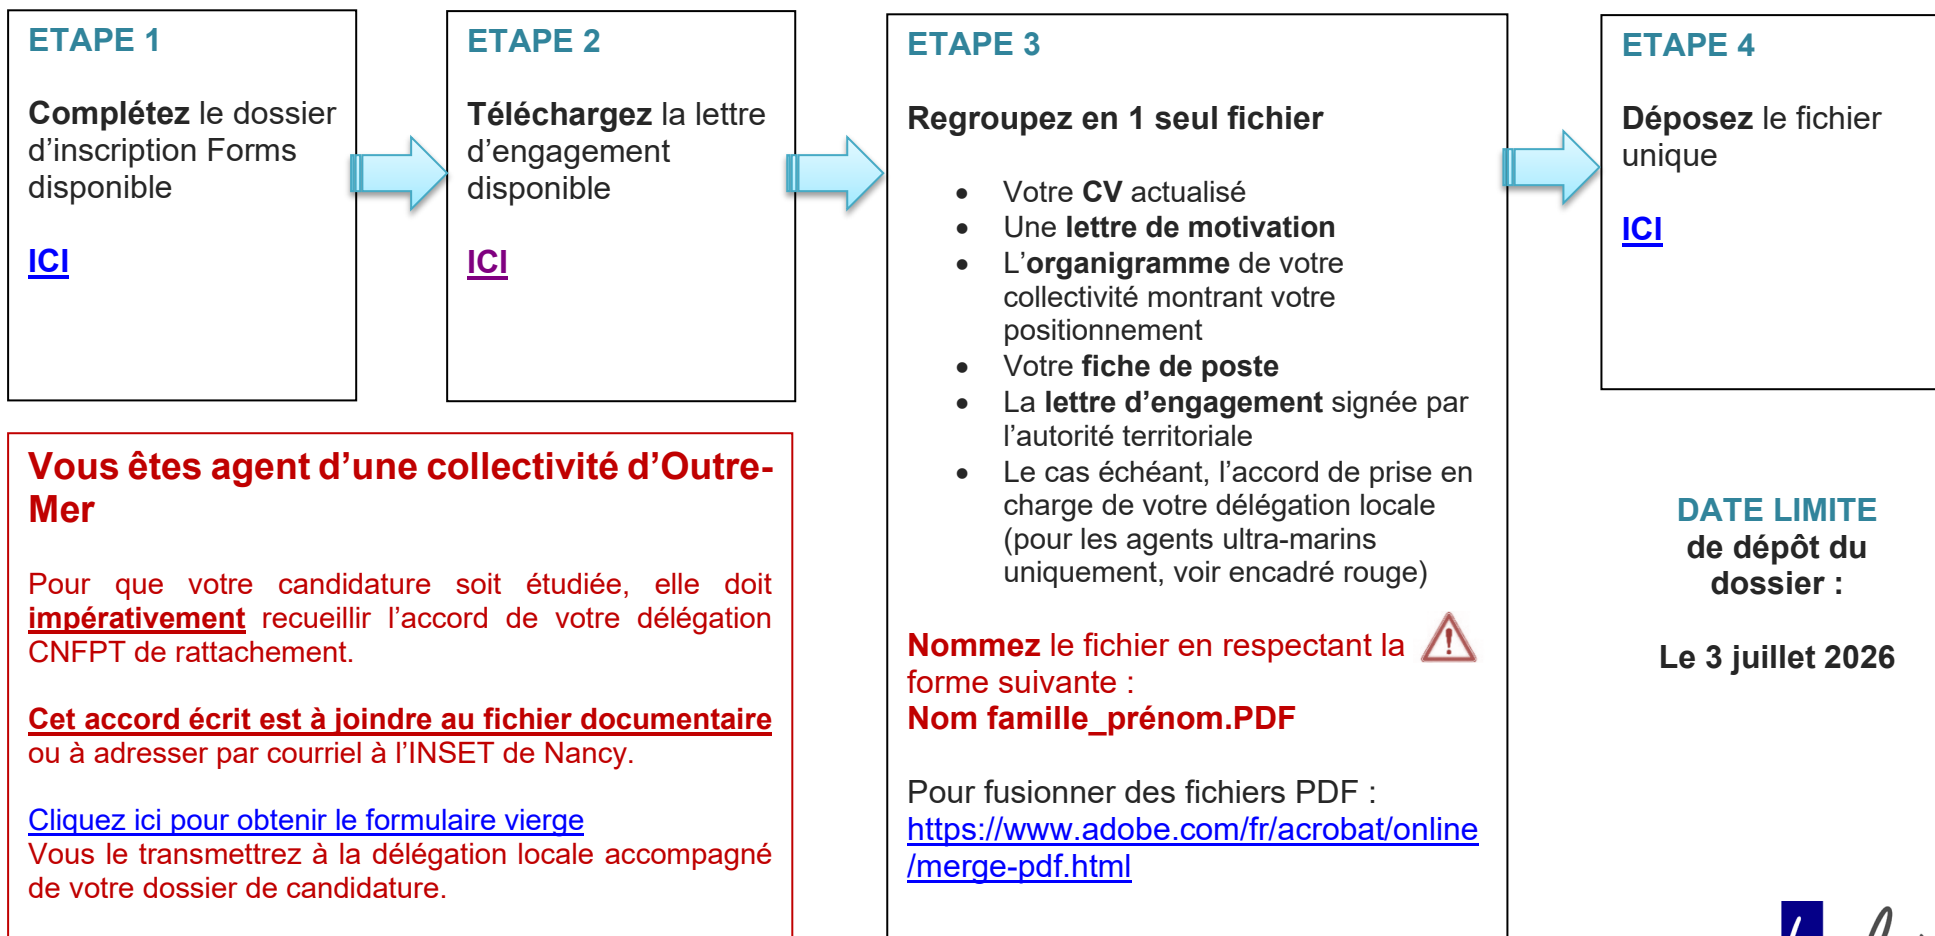 ETAPE 1
Complétez le dossier
d’inscription Forms
disponible
ICI
ETAPE 2
Téléchargez la lettre
d’engagement
disponible
ICI
ETAPE 3
Regroupez en 1 seul fichier
• Votre CV actualisé
• Une lettre de motivation
• L’organigramme de votre
collectivité montrant votre
positionnement
• Votre fiche de poste
• La lettre d’engagement signée par
l’autorité territoriale
• Le cas échéant, l’accord de prise en
charge de votre délégation locale
(pour les agents ultra-marins
uniquement, voir encadré rouge)
Nommez le fichier en respectant la
forme suivante :
Nom famille_prénom.PDF
Pour fusionner des fichiers PDF :
https://www.adobe.com/fr/acrobat/online
/merge-pdf.html
ETAPE 4
Déposez le fichier
unique
ICI
Vous êtes agent d’une collectivité d’Outre-
Mer
Pour que votre candidature soit étudiée, elle doit
impérativement recueillir l’accord de votre délégation
CNFPT de rattachement.
Cet accord écrit est à joindre au fichier documentaire
ou à adresser par courriel à l’INSET de Nancy.
Cliquez ici pour obtenir le formulaire vierge
Vous le transmettrez à la délégation locale accompagné
de votre dossier de candidature.
DATE LIMITE
de dépôt du
dossier :
Le 3 juillet 2026